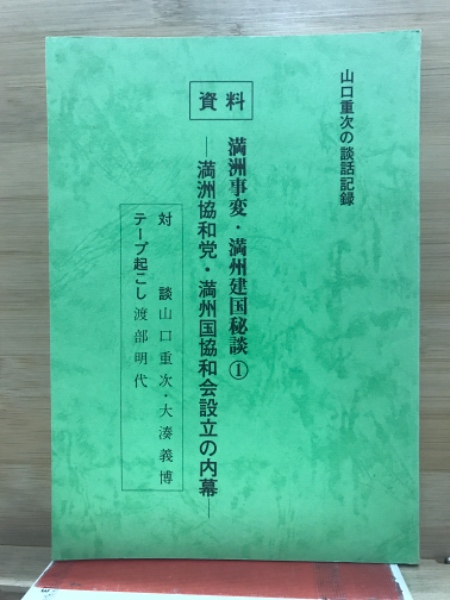 山口重次の談話記録
資料
満洲事変・満州建国秘談①
―満洲協和党・満州国協和会設立の内幕―
対談 山口重次・大湊義博
テープ起こし 渡部明代